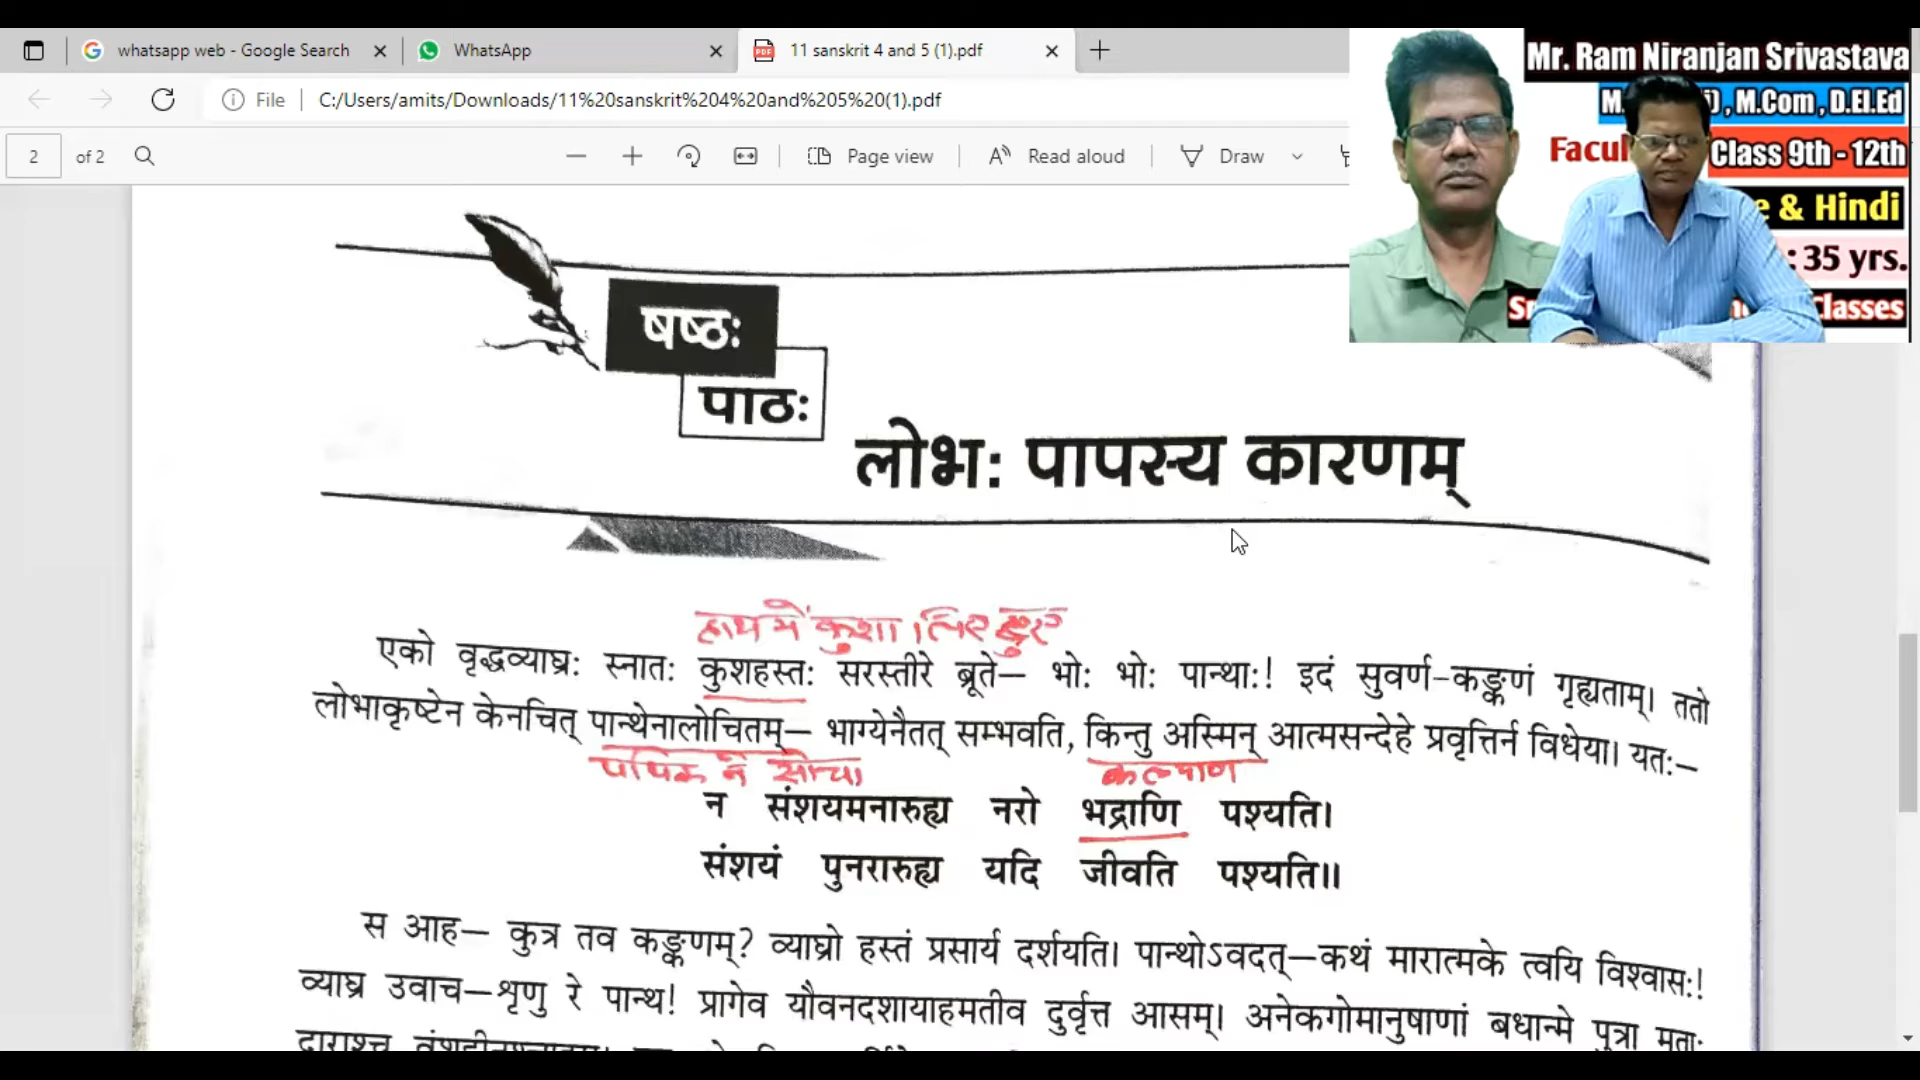 whatsapp web - Google Search
WhatsApp
11 sanskrit 4 and 5 (1).pdf
File
C:/Users/amits/Downloads/11%20sanskrit%204%20and%205%20(1).pdf
2 of 2
Page view
Read aloud
Draw
Mr. Ram Niranjan Srivastava
, M.Com , D.El.Ed
Class 9th - 12th
& Hindi
: 35 yrs.
Classes
षष्ठः
पाठः
लोभः पापस्य कारणम्
हाथ में कुशा लिए हुए
एको वृद्धव्याघ्रः स्नातः कुशहस्तः सरस्तीरे ब्रूते— भोः भोः पान्थाः! इदं सुवर्ण-कङ्कणं गृह्यताम्। ततो
लोभाकृष्टेन केनचित् पान्थेनालोचितम्— भाग्येनैतत् सम्भवति, किन्तु अस्मिन् आत्मसन्देहे प्रवृत्तिर्न विधेया। यतः—
पथिक ने सोचा
कल्याण
न संशयमनारुह्य नरो भद्राणि पश्यति।
संशयं पुनरारुह्य यदि जीवति पश्यति॥
स आह— कुत्र तव कङ्कणम्? व्याघ्रो हस्तं प्रसार्य दर्शयति। पान्थोऽवदत्—कथं मारात्मके त्वयि विश्वासः!
व्याघ्र उवाच—शृणु रे पान्थ! प्रागेव यौवनदशायाहमतीव दुर्वृत्त आसम्। अनेकगोमानुषाणां बधान्मे पुत्रा मृताः